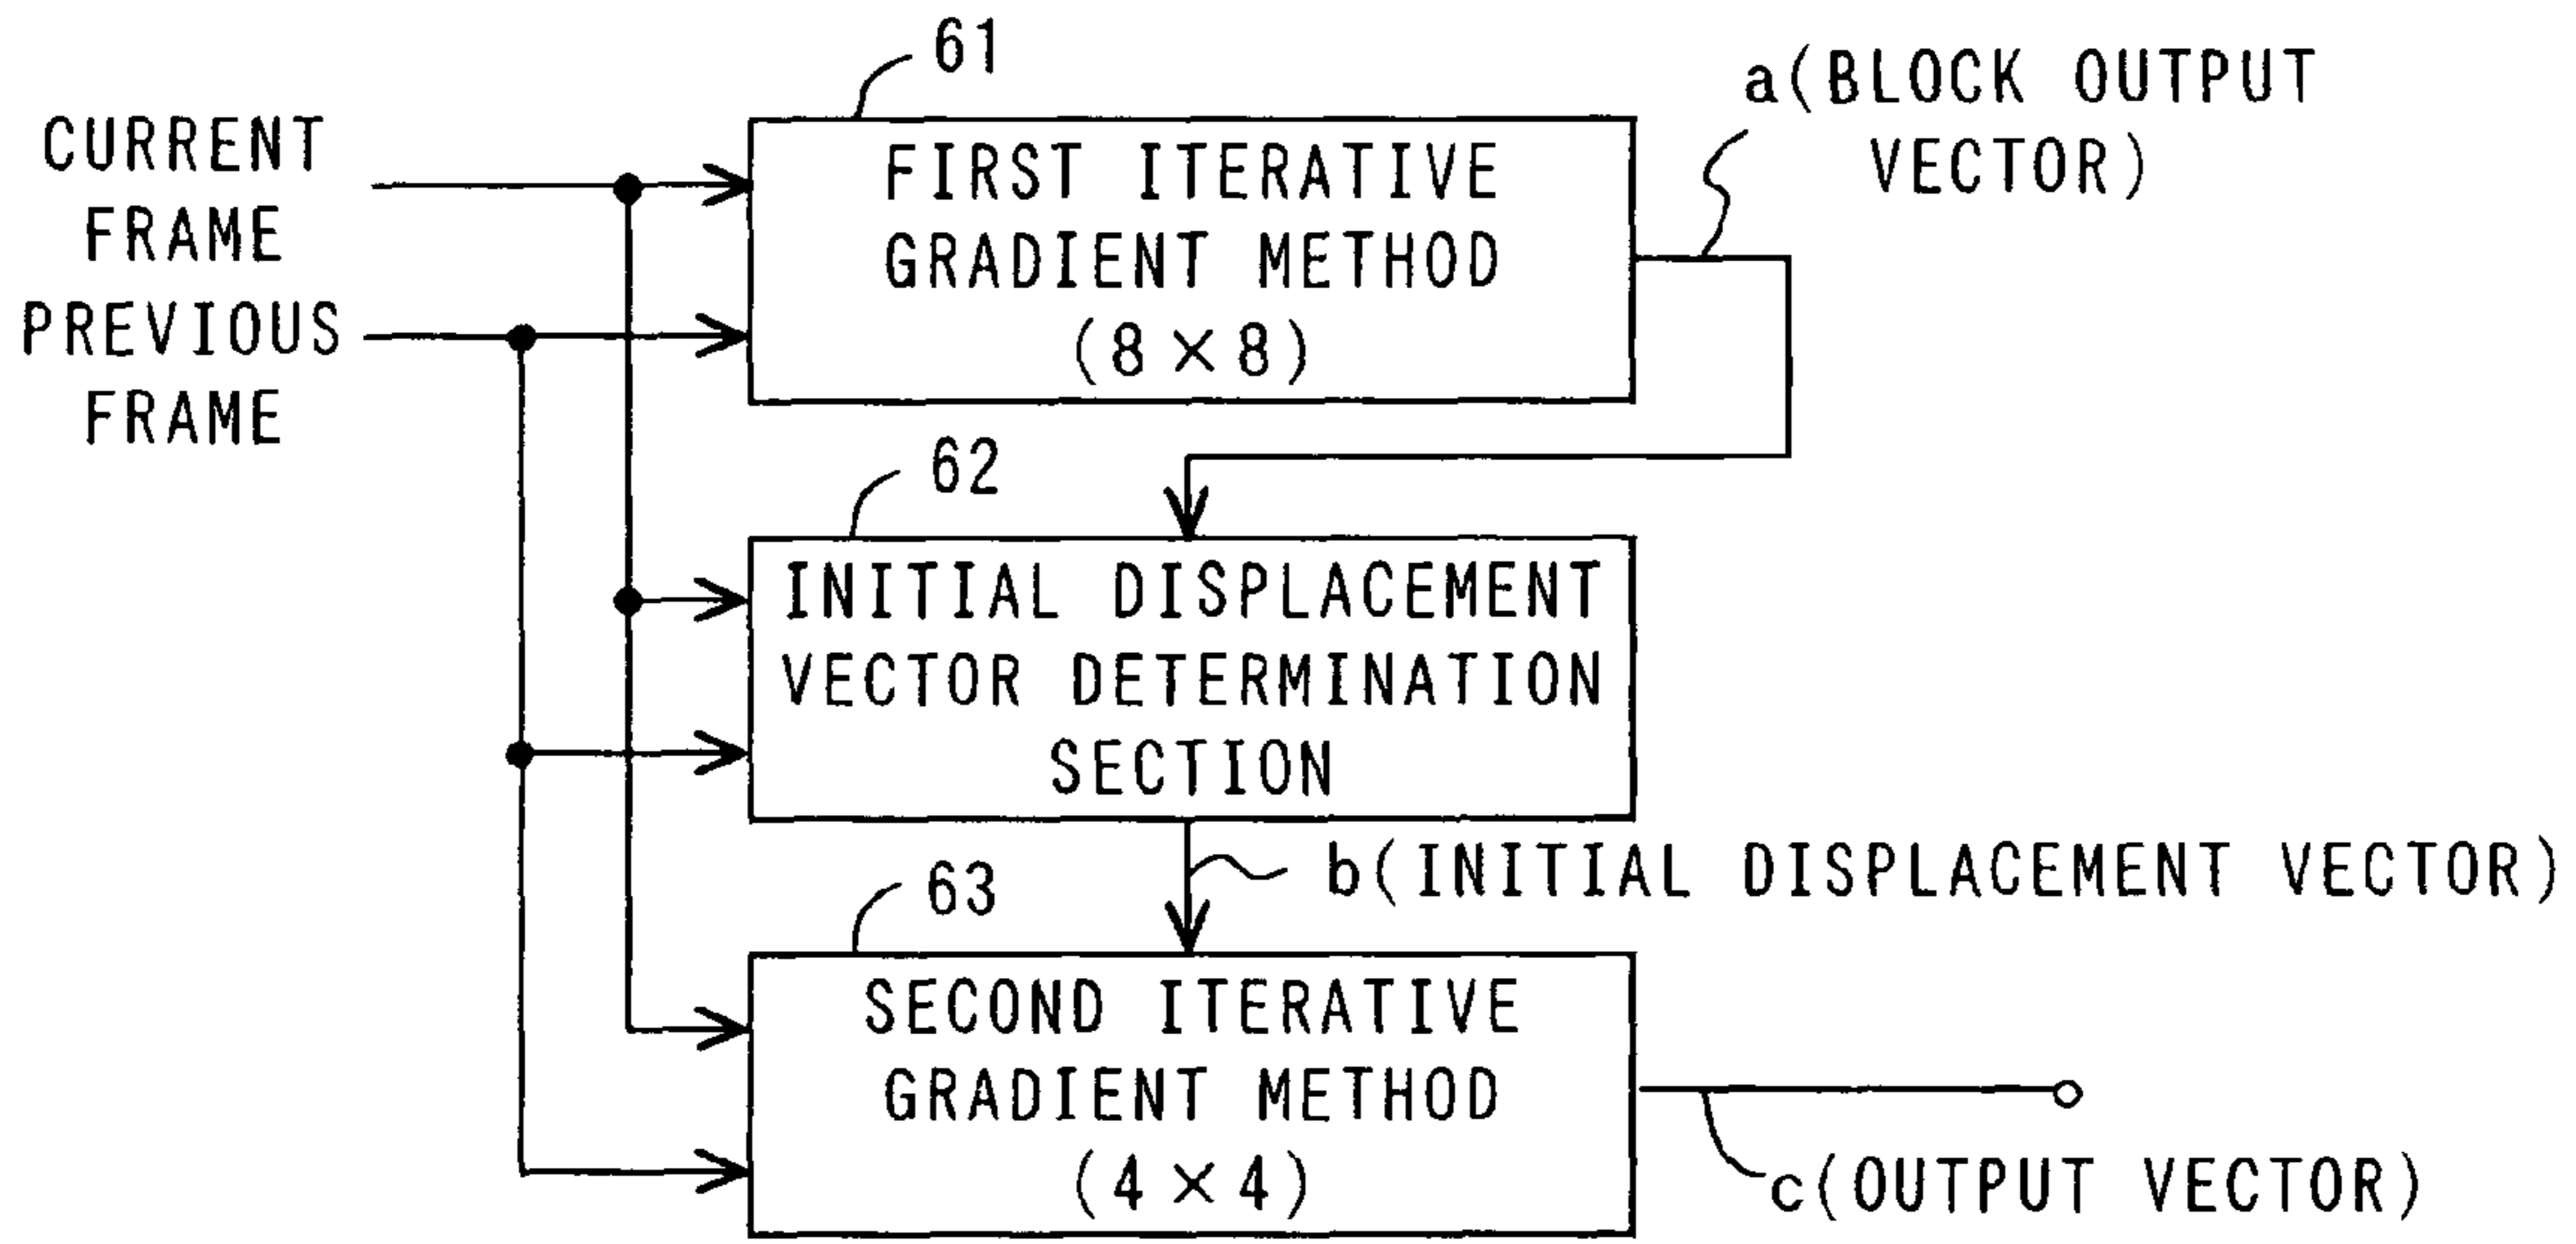 61
a(BLOCK OUTPUT
VECTOR)
CURRENT
FRAME
PREVIOUS
FRAME
FIRST ITERATIVE
GRADIENT METHOD
(8×8)
62
INITIAL DISPLACEMENT
VECTOR DETERMINATION
SECTION
b(INITIAL DISPLACEMENT VECTOR)
63
SECOND ITERATIVE
GRADIENT METHOD
(4×4)
c(OUTPUT VECTOR)